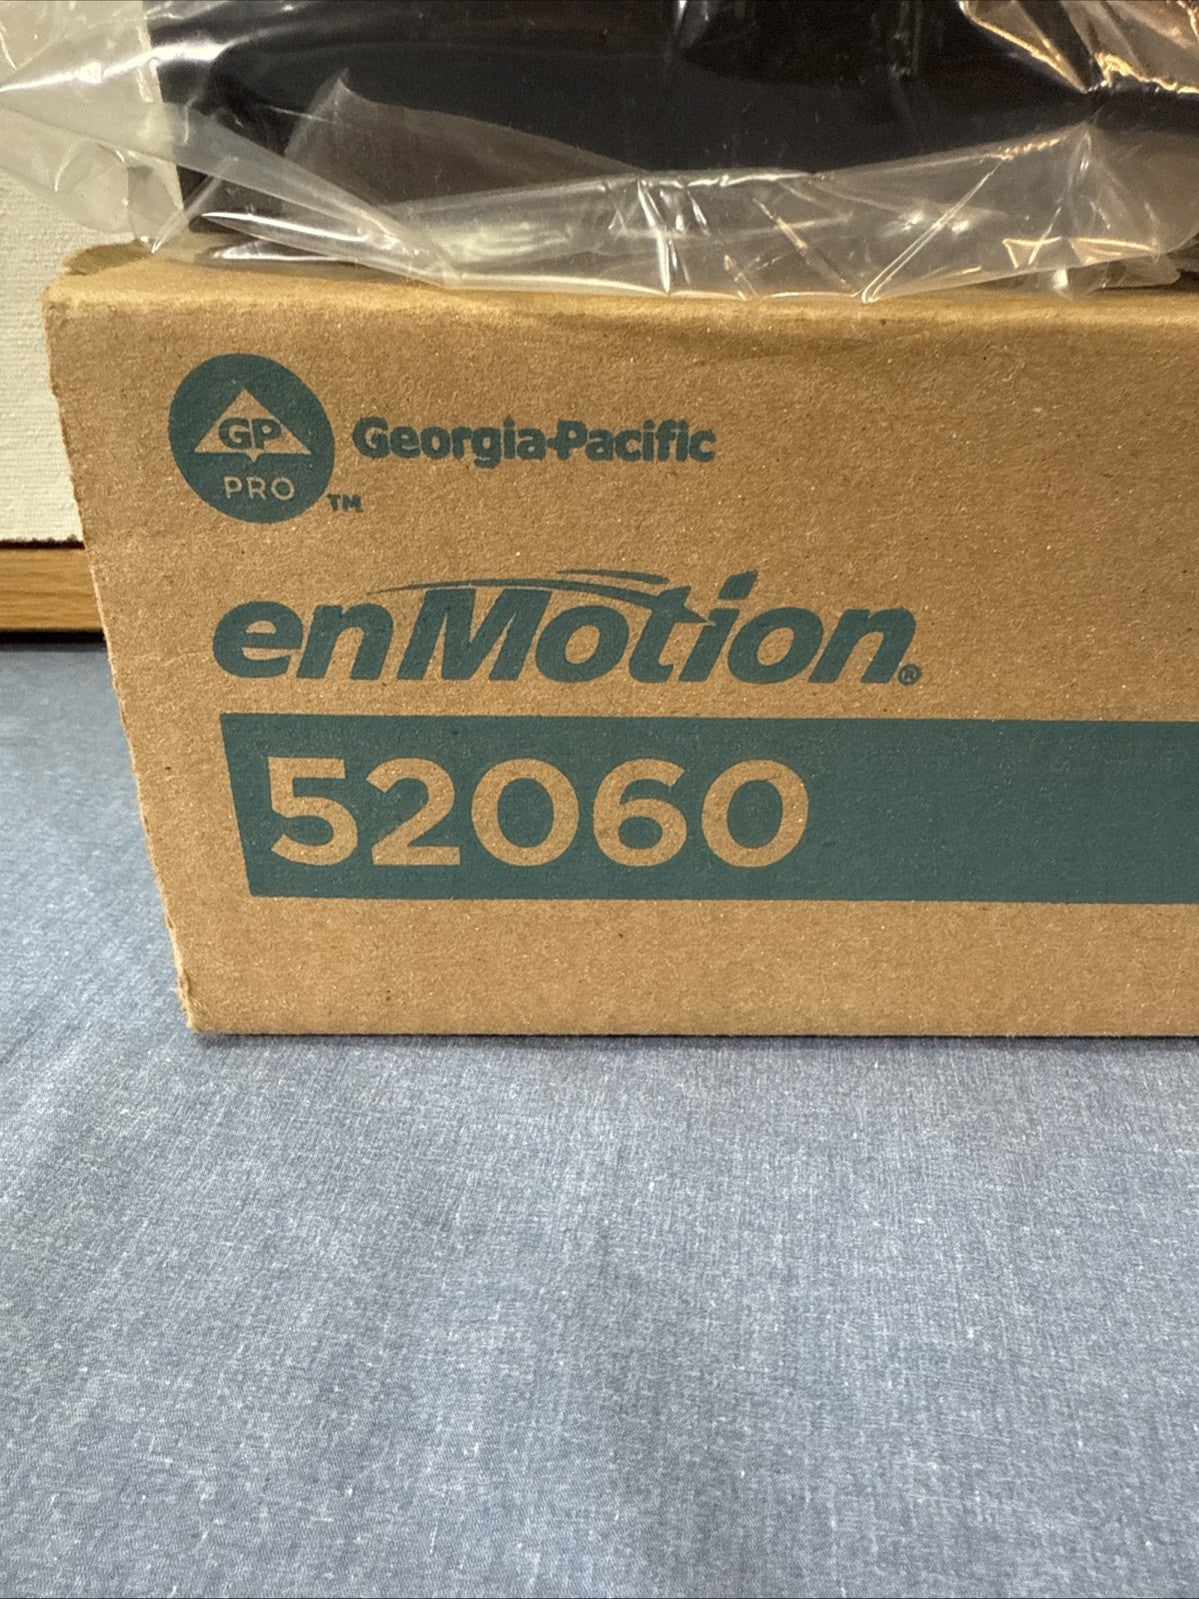 GP
PRO
™
Georgia-Pacific
enMotion®
52060